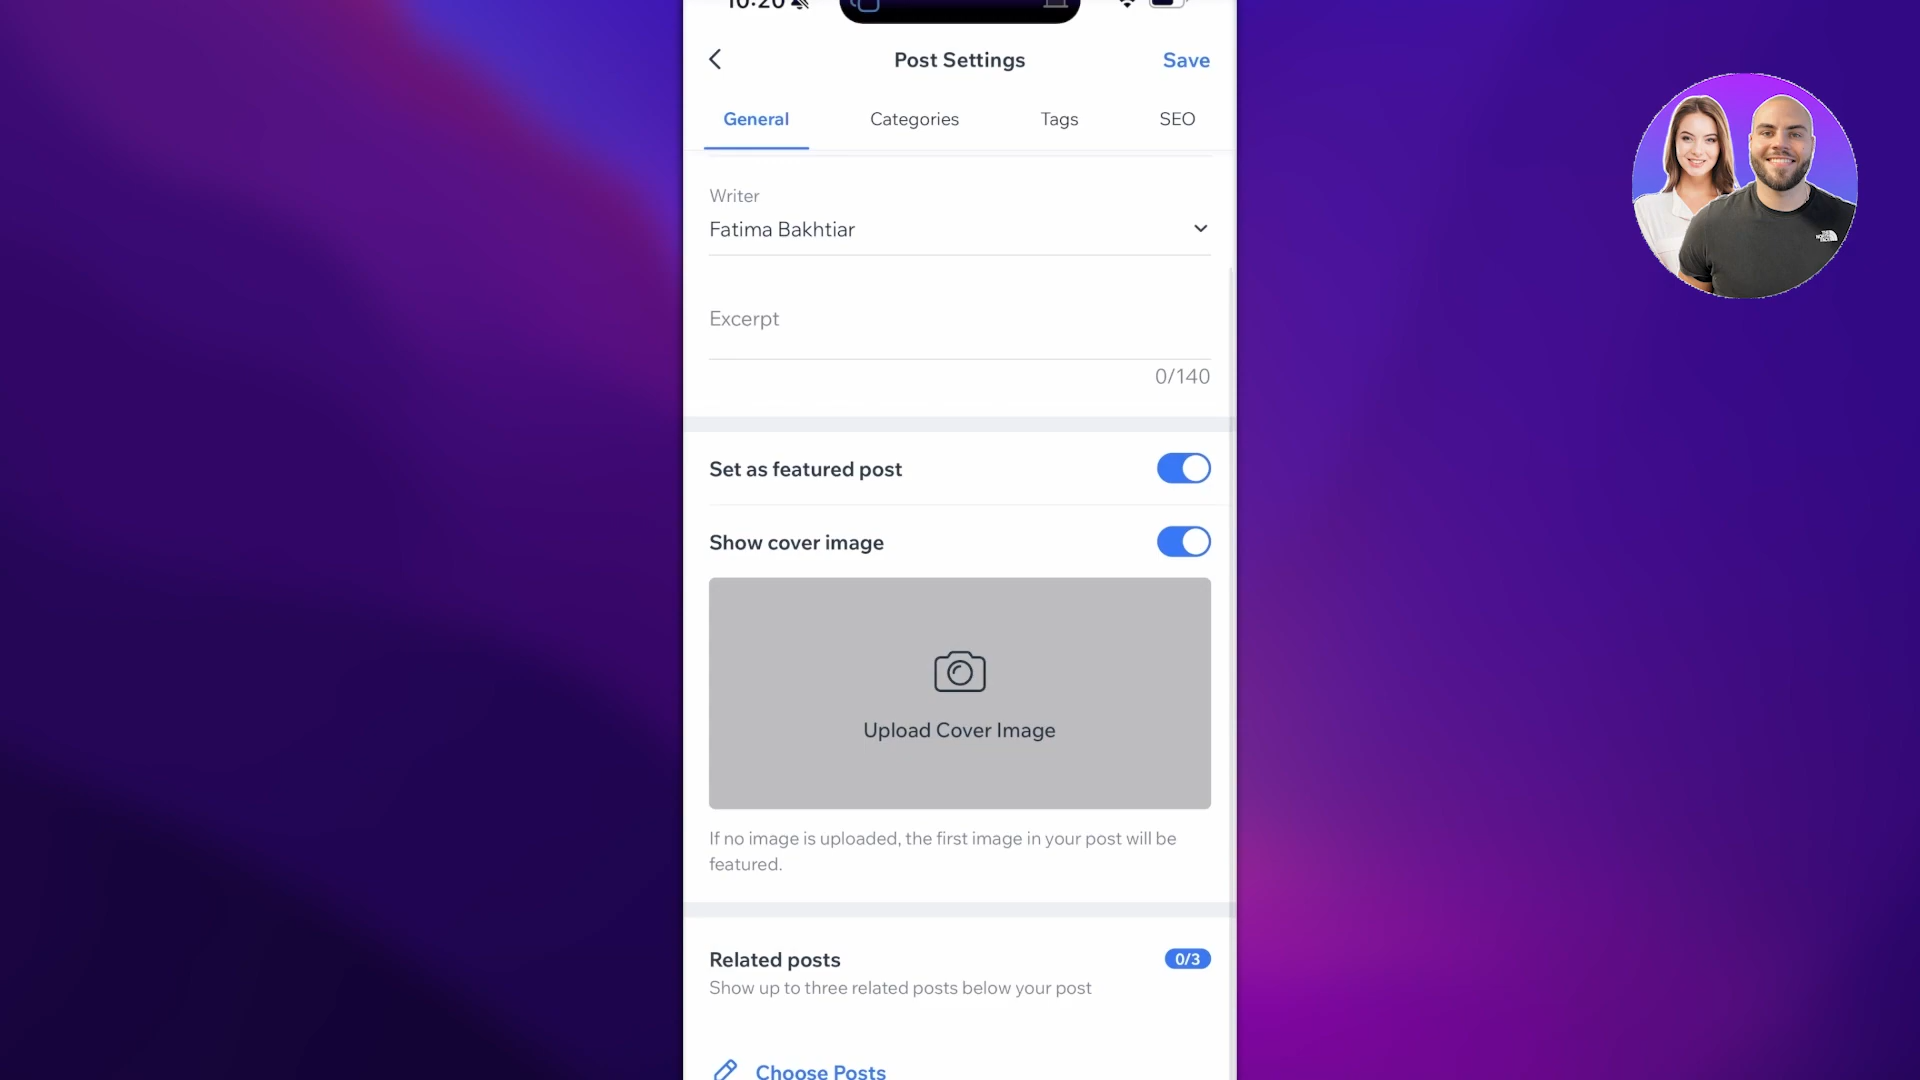 10:20
Post Settings
Save
General
Categories
Tags
SEO
Writer
Fatima Bakhtiar
Excerpt
0/140
Set as featured post
Show cover image
Upload Cover Image
If no image is uploaded, the first image in your post will be
featured.
Related posts
0/3
Show up to three related posts below your post
Choose Posts